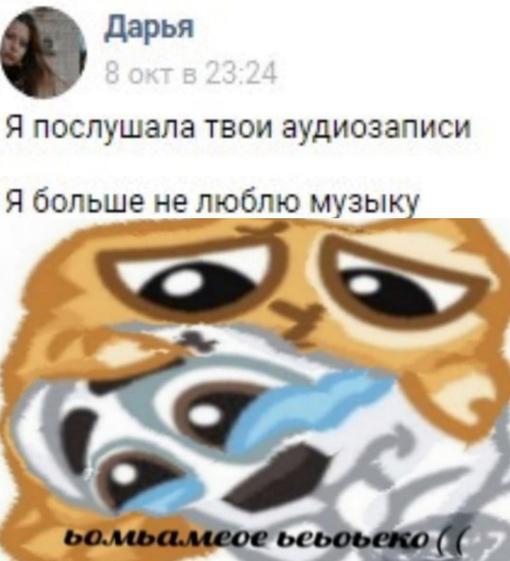 Дарья
8 окт в 23:24
Я послушала твои аудиозаписи
Я больше не люблю музыку
ьомьамеое ьеьоьеко((